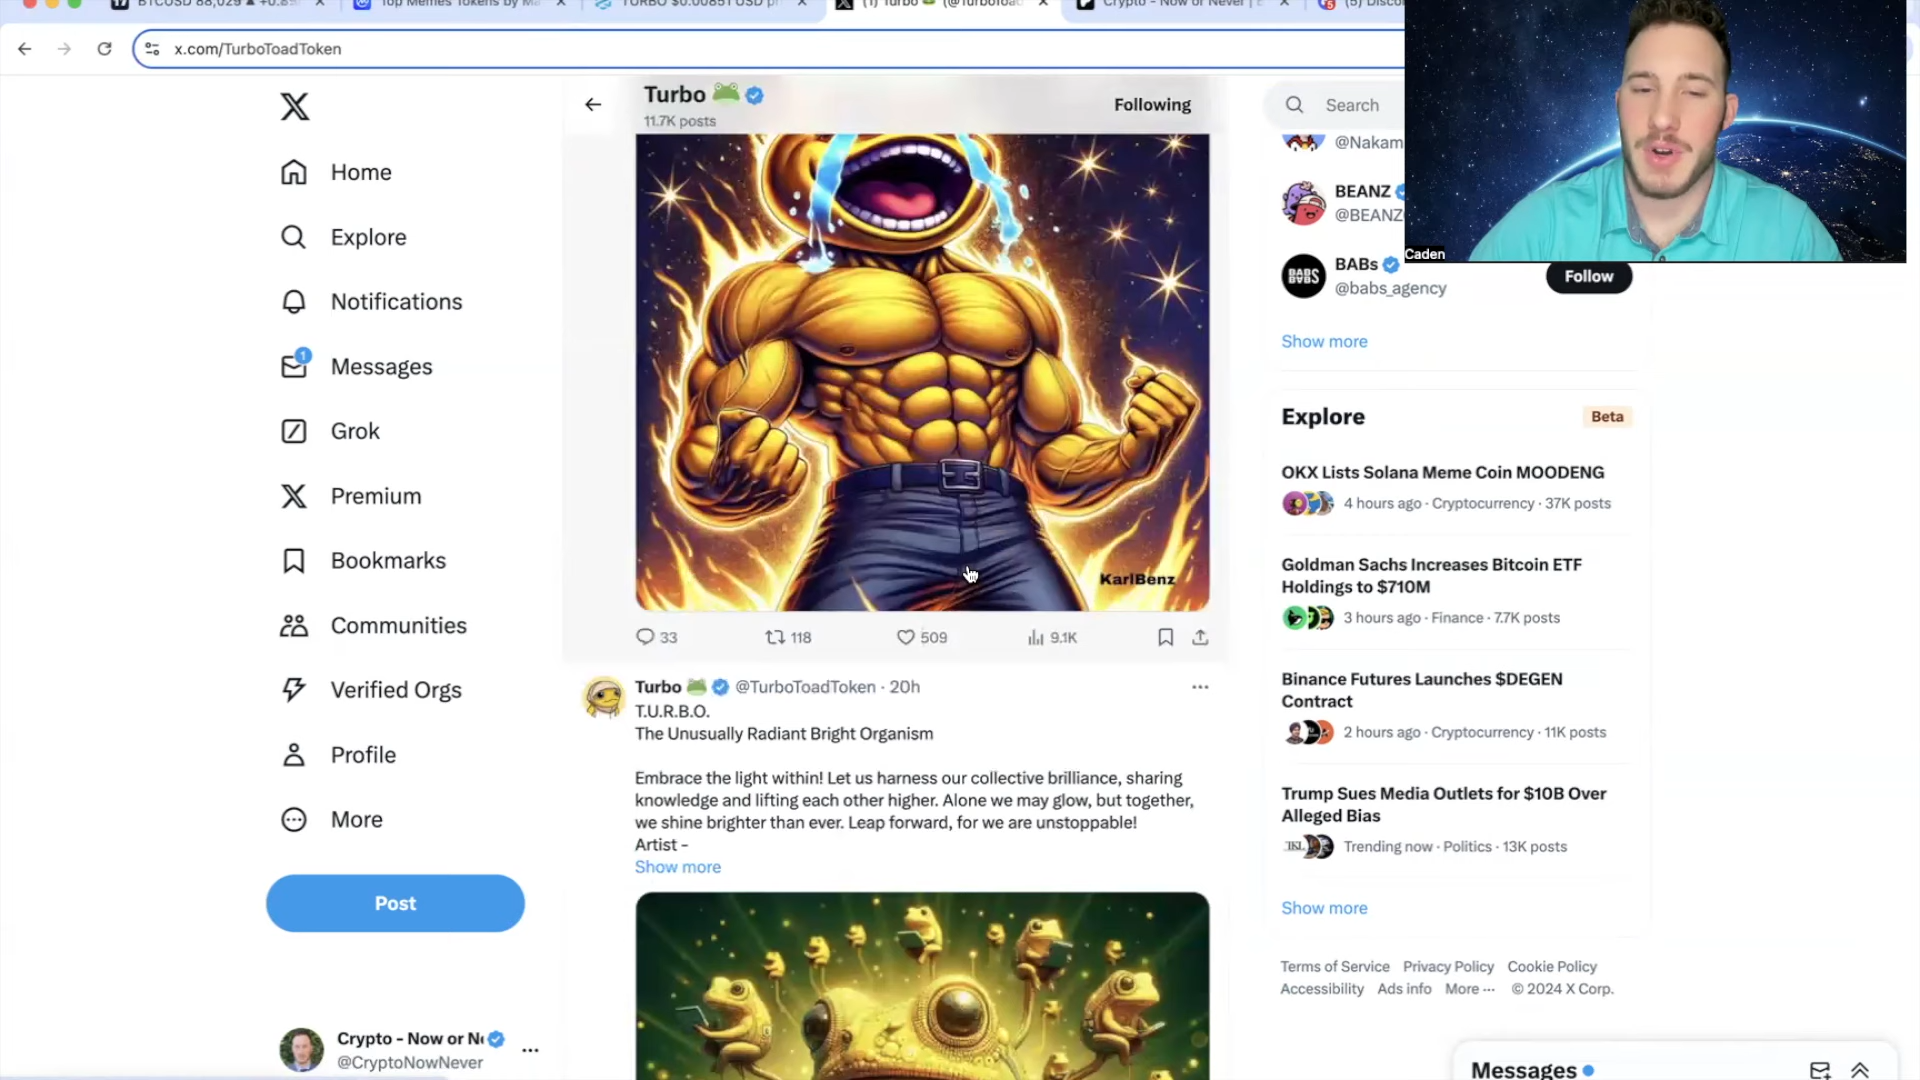 BTCUSD 88,029 ▲ +0.8
Top Memes Tokens by Ma
TURBO $0.00851 USD
(1) Turbo
Crypto - Now or Never |
(5) Disco
x.com/TurboToadToken
Turbo
11.7K posts
Following
Search
Home
Explore
Notifications
1
Messages
Grok
Premium
Bookmarks
Communities
Verified Orgs
Profile
More
Post
Crypto - Now or N
@CryptoNowNever
KarlBenz
33 118 509 9.1K
Turbo @TurboToadToken · 20h
T.U.R.B.O.
The Unusually Radiant Bright Organism
Embrace the light within! Let us harness our collective brilliance, sharing
knowledge and lifting each other higher. Alone we may glow, but together,
we shine brighter than ever. Leap forward, for we are unstoppable!
Artist -
Show more
@Nakam
BEANZ
@BEANZ
BABS BABS
BABs
@babs_agency
Follow
Show more
Caden
Explore
Beta
OKX Lists Solana Meme Coin MOODENG
4 hours ago · Cryptocurrency · 37K posts
Goldman Sachs Increases Bitcoin ETF
Holdings to $710M
3 hours ago · Finance · 7.7K posts
Binance Futures Launches $DEGEN
Contract
2 hours ago · Cryptocurrency · 11K posts
Trump Sues Media Outlets for $10B Over
Alleged Bias
Trending now · Politics · 13K posts
Show more
Terms of Service Privacy Policy Cookie Policy
Accessibility Ads info More ··· © 2024 X Corp.
Messages